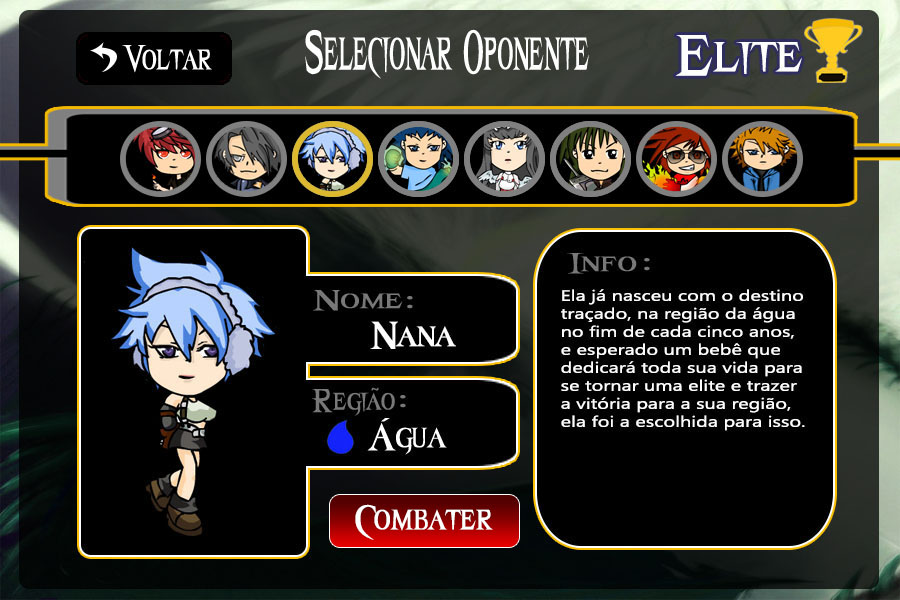 Voltar
Selecionar Oponente
Elite
Info:
Ela já nasceu com o destino
traçado, na região da água
no fim de cada cinco anos,
e esperado um bebê que
dedicará toda sua vida para
se tornar uma elite e trazer
a vitória para a sua região,
ela foi a escolhida para isso.
Nome:
Nana
Região:
Água
Combater